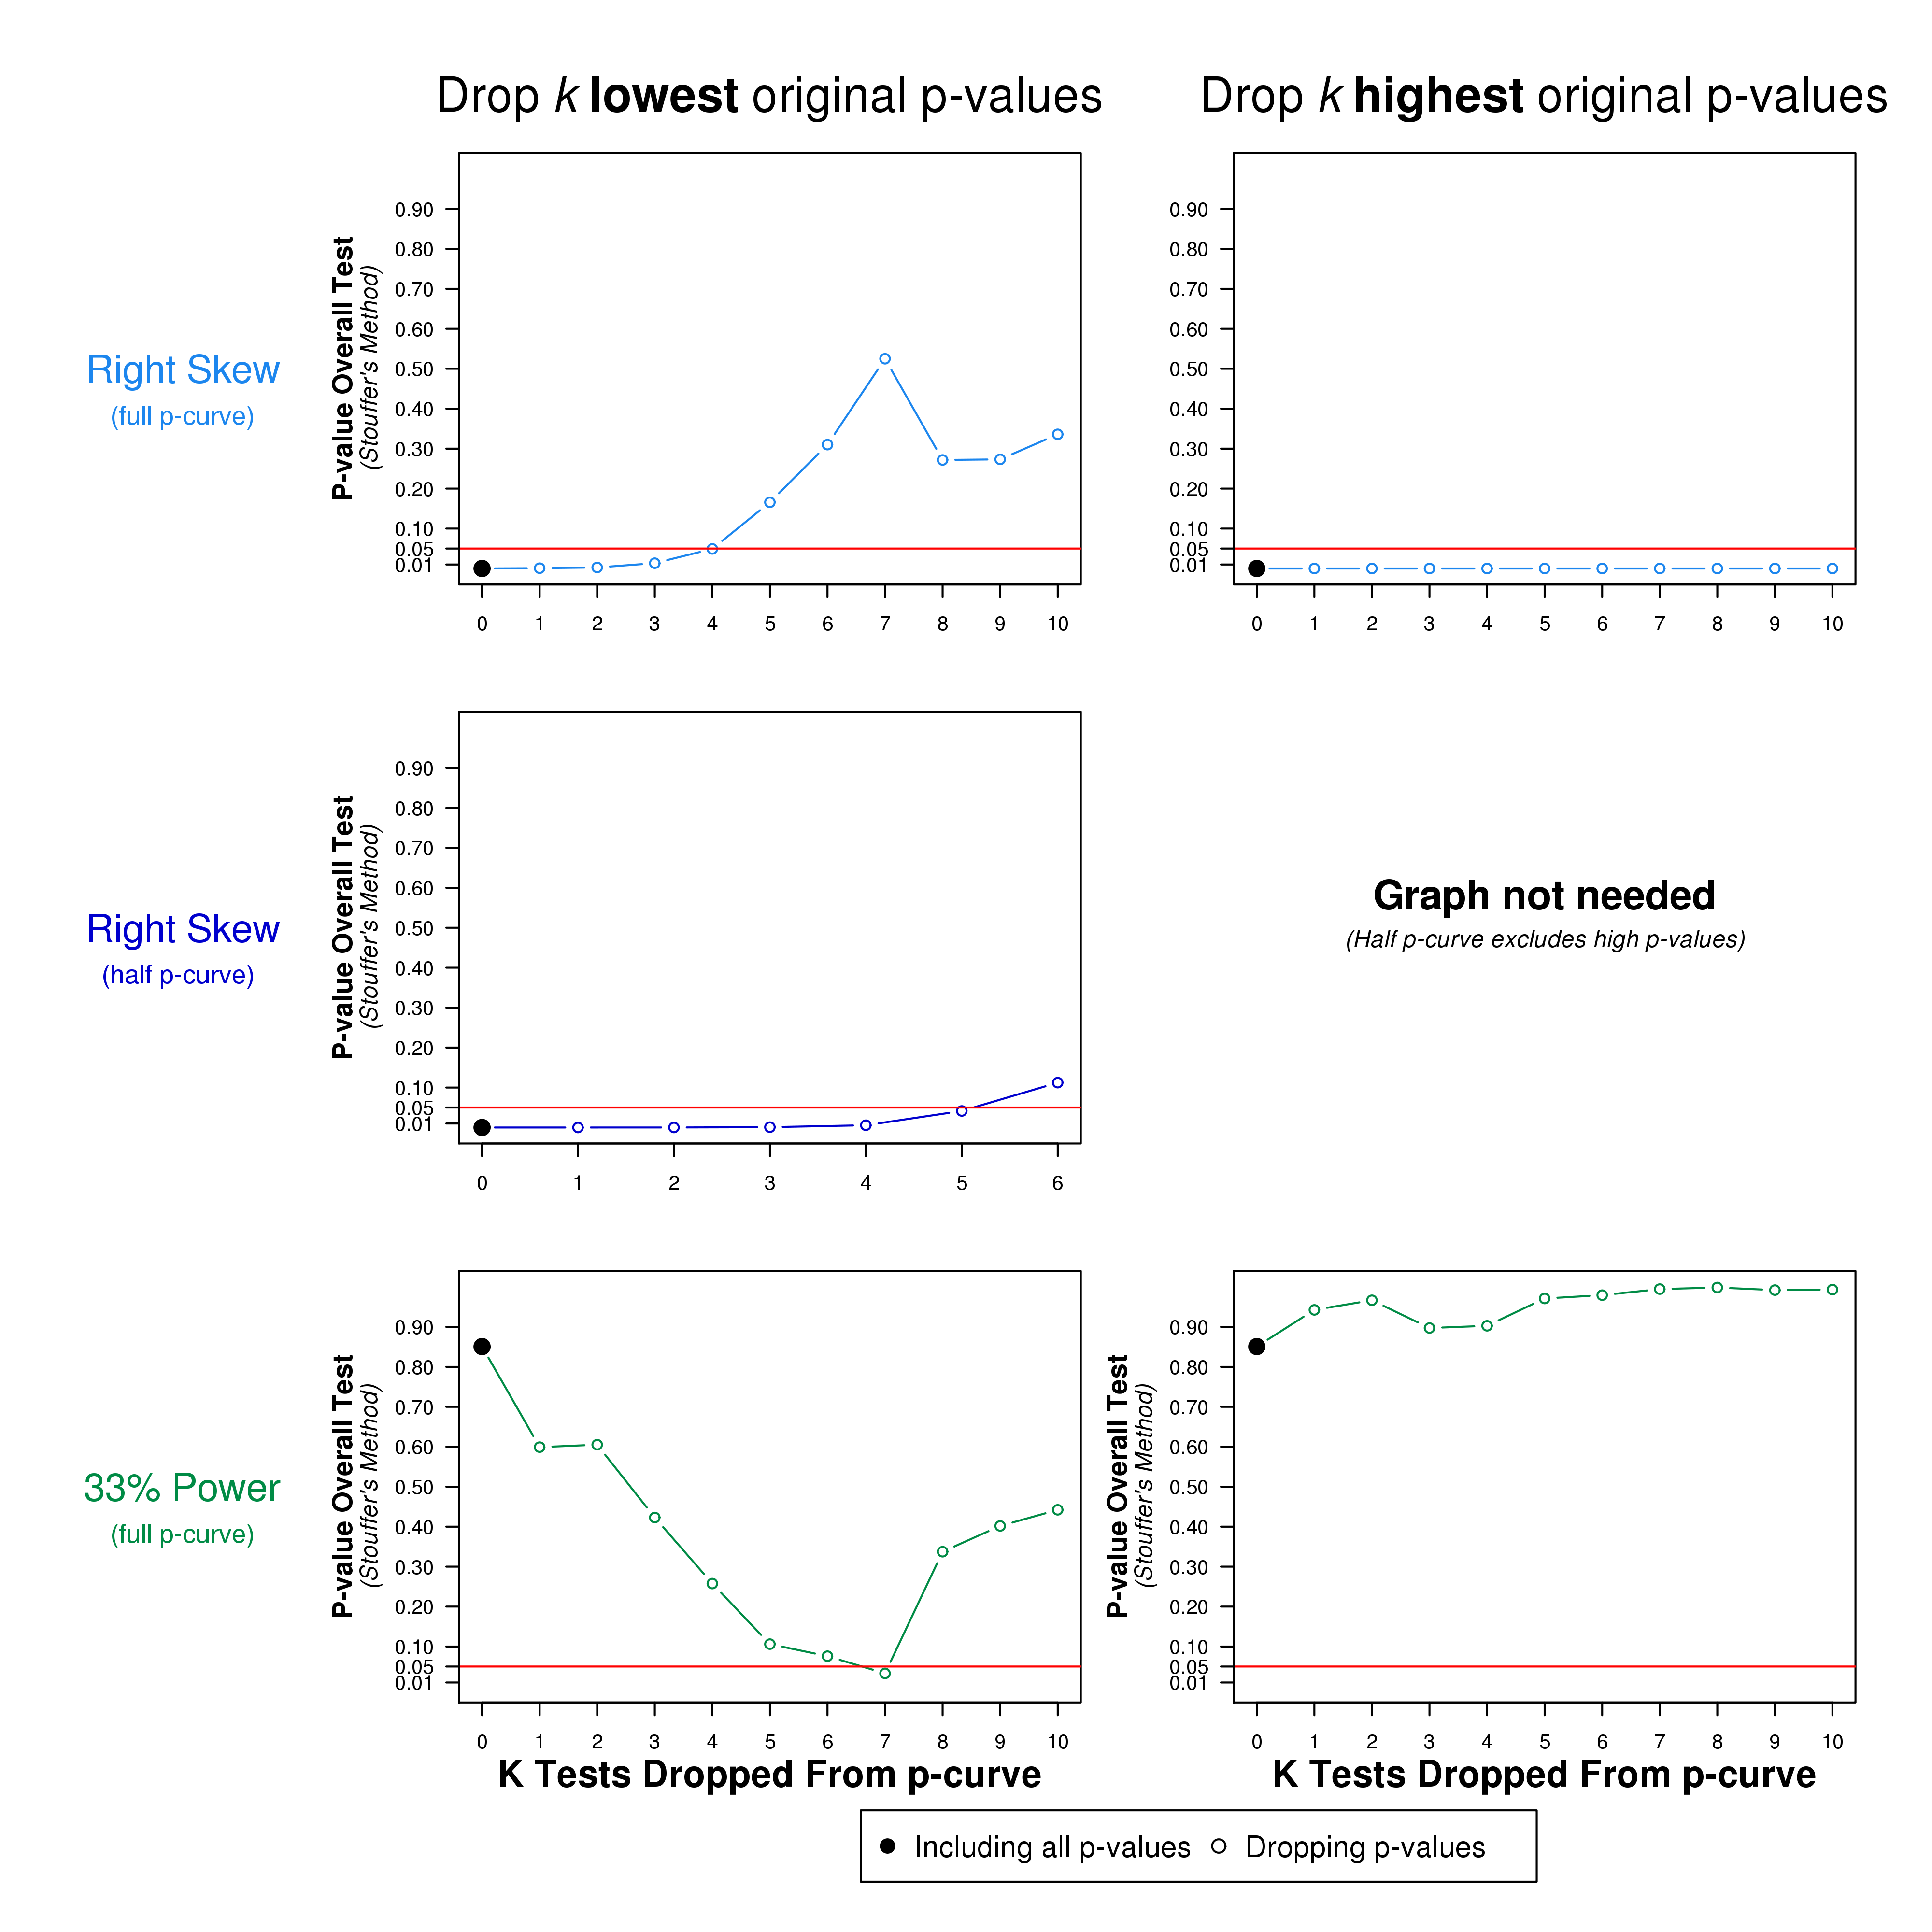 Drop k lowest original p-values
Drop k highest original p-values
Right Skew
(full p-curve)
P-value Overall Test
(Stouffer's Method)
0.90
0.80
0.70
0.60
0.50
0.40
0.30
0.20
0.10
0.05
0.01
0 1 2 3 4 5 6 7 8 9 10
0.90
0.80
0.70
0.60
0.50
0.40
0.30
0.20
0.10
0.05
0.01
0 1 2 3 4 5 6 7 8 9 10
Right Skew
(half p-curve)
P-value Overall Test
(Stouffer's Method)
0.90
0.80
0.70
0.60
0.50
0.40
0.30
0.20
0.10
0.05
0.01
0 1 2 3 4 5 6
Graph not needed
(Half p-curve excludes high p-values)
33% Power
(full p-curve)
P-value Overall Test
(Stouffer's Method)
0.90
0.80
0.70
0.60
0.50
0.40
0.30
0.20
0.10
0.05
0.01
0 1 2 3 4 5 6 7 8 9 10
K Tests Dropped From p-curve
P-value Overall Test
(Stouffer's Method)
0.90
0.80
0.70
0.60
0.50
0.40
0.30
0.20
0.10
0.05
0.01
0 1 2 3 4 5 6 7 8 9 10
K Tests Dropped From p-curve
Including all p-values Dropping p-values